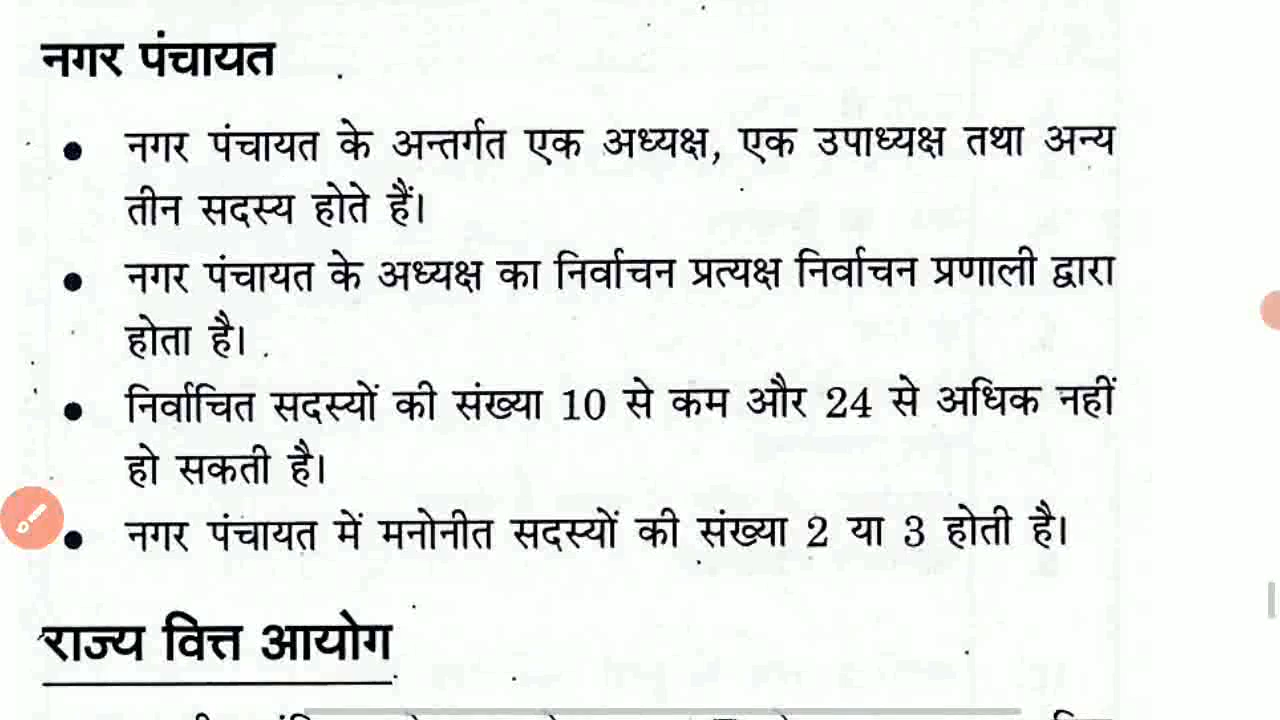 नगर पंचायत
• नगर पंचायत के अन्तर्गत एक अध्यक्ष, एक उपाध्यक्ष तथा अन्य
तीन सदस्य होते हैं।
• नगर पंचायत के अध्यक्ष का निर्वाचन प्रत्यक्ष निर्वाचन प्रणाली द्वारा
होता है।
• निर्वाचित सदस्यों की संख्या 10 से कम और 24 से अधिक नहीं
हो सकती है।
• नगर पंचायत में मनोनीत सदस्यों की संख्या 2 या 3 होती है।
राज्य वित्त आयोग